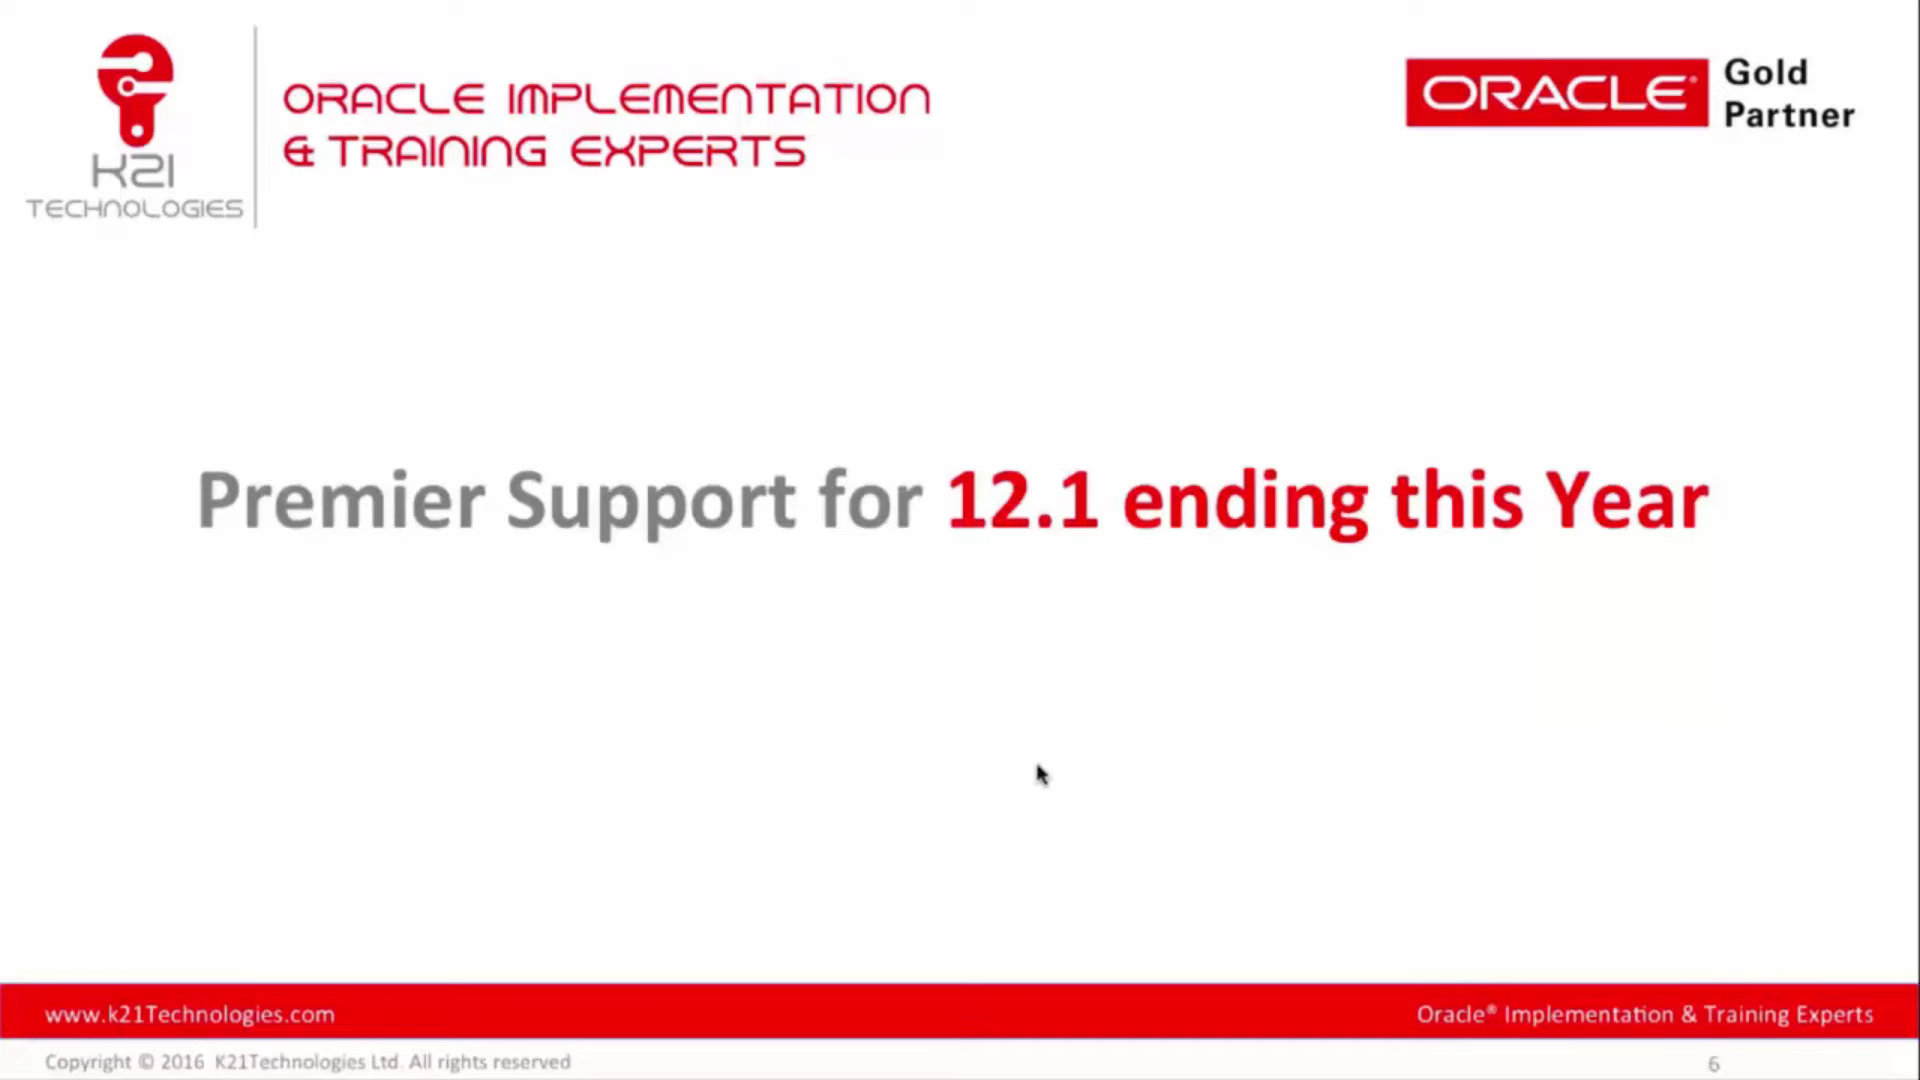 K21
TECHNOLOGIES
ORACLE IMPLEMENTATION
& TRAINING EXPERTS
ORACLE®
Gold
Partner
Premier Support for 12.1 ending this Year
www.k21Technologies.com
Oracle® Implementation & Training Experts
Copyright © 2016 K21Technologies Ltd. All rights reserved
6